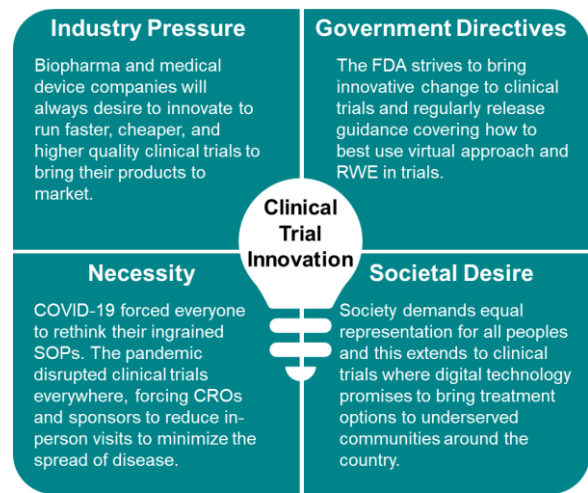 Industry Pressure
Biopharma and medical
device companies will
always desire to innovate to
run faster, cheaper, and
higher quality clinical trials to
bring their products to
market.
Government Directives
The FDA strives to bring
innovative change to clinical
trials and regularly release
guidance covering how to
best use virtual approach and
RWE in trials.
Clinical
Trial
Innovation
Necessity
COVID-19 forced everyone
to rethink their ingrained
SOPs. The pandemic
disrupted clinical trials
everywhere, forcing CROs
and sponsors to reduce in-
person visits to minimize the
spread of disease.
Societal Desire
Society demands equal
representation for all peoples
and this extends to clinical
trials where digital technology
promises to bring treatment
options to underserved
communities around the
country.